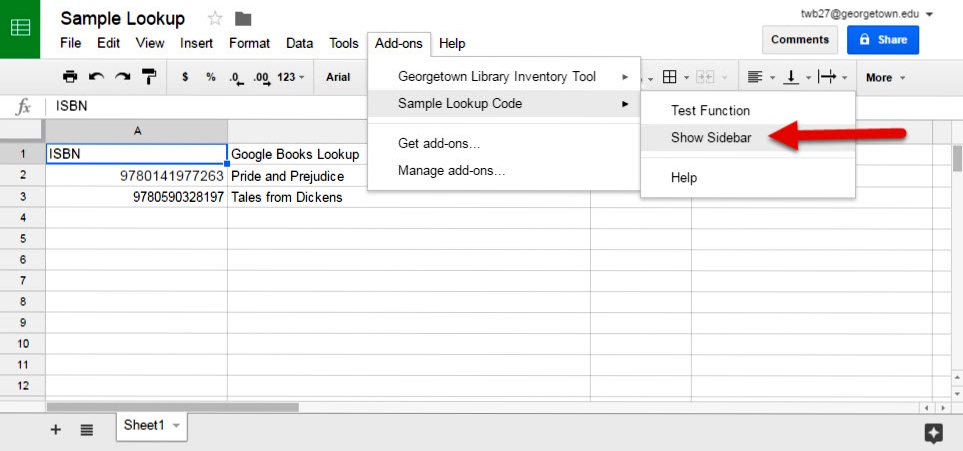 Sample Lookup
twb27@georgetown.edu
File Edit View Insert Format Data Tools Add-ons Help
Comments
Share
$ % .0_ .00_ 123 Arial
More
Georgetown Library Inventory Tool
Sample Lookup Code
Get add-ons...
Manage add-ons...
Test Function
Show Sidebar
Help
fx ISBN
A
1 ISBN Google Books Lookup
2 9780141977263 Pride and Prejudice
3 9780590328197 Tales from Dickens
4
5
6
7
8
9
10
11
12
+ Sheet1